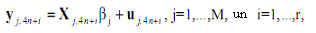 y_{j,4n+i} = X_{j,4n+i}β_j + u_{j,4n+i}, j=1,...,M, un i=1,...,r,